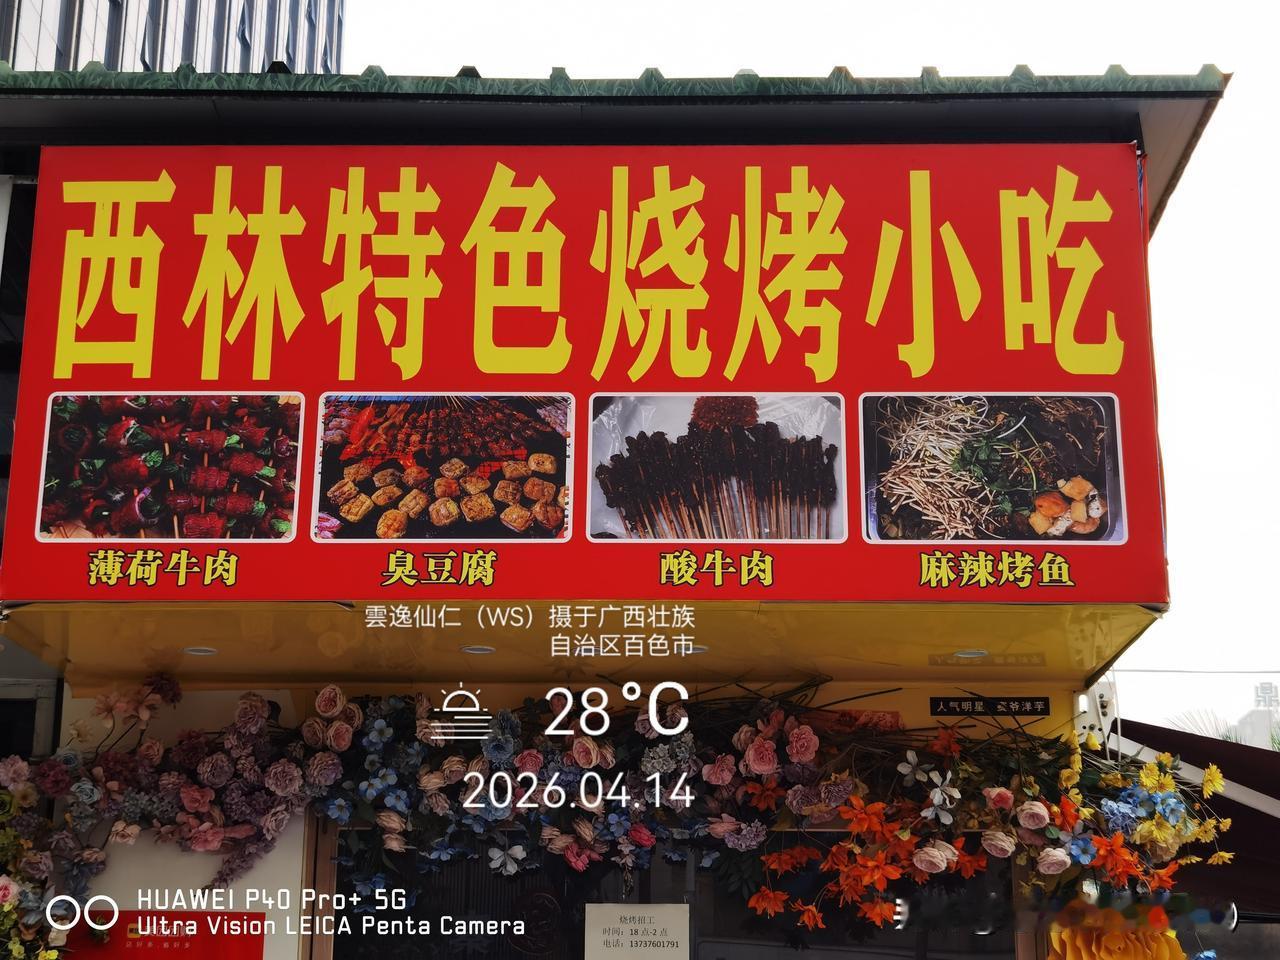 西林特色烧烤小吃
薄荷牛肉
臭豆腐
酸牛肉
麻辣烤鱼
雲逸仙仁（WS）摄于广西壮族
自治区百色市
28℃
2026.04.14
人气明星
爷洋芋
烧烤招工
时间：18点-2点
电话：13737601791
HUAWEI P40 Pro+ 5G
Ultra Vision LEICA Penta Camera